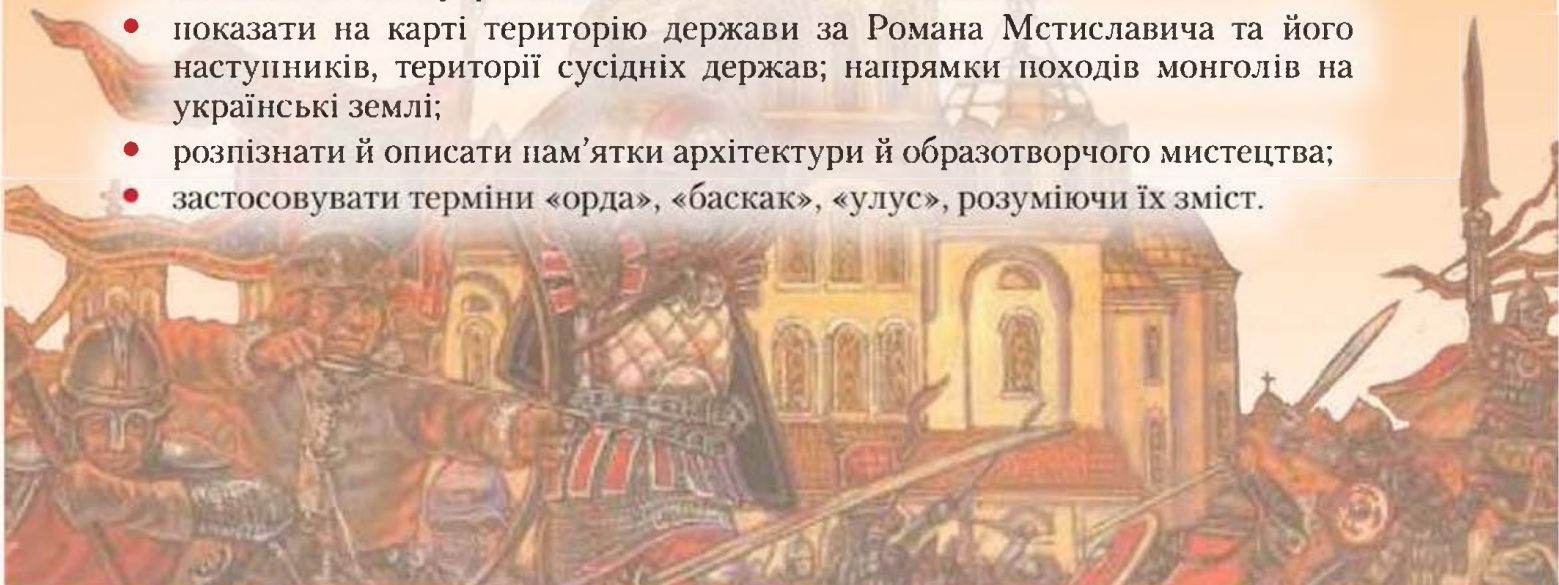 • показати на карті територію держави за Романа Мстиславича та його
наступників, території сусідніх держав; напрямки походів монголів на
українські землі;
• розпізнати й описати пам’ятки архітектури й образотворчого мистецтва;
• застосовувати терміни «орда», «баскак», «улус», розуміючи їх зміст.